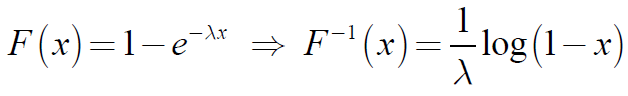 F(x)=1−e^{−λx} ⇒ F^{−1}(x)=\frac{1}{λ}log(1−x)